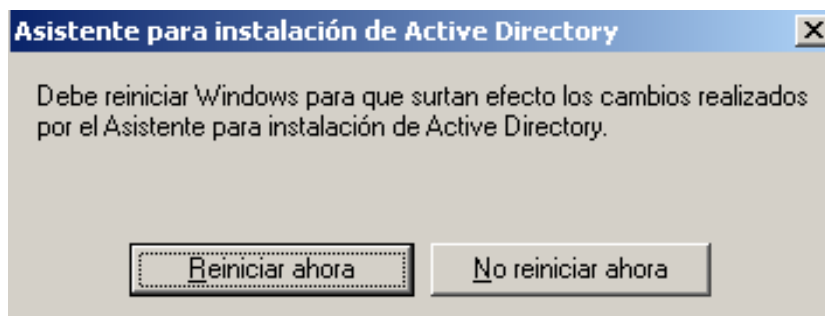 Asistente para instalación de Active Directory
Debe reiniciar Windows para que surtan efecto los cambios realizados
por el Asistente para instalación de Active Directory.
Reiniciar ahora
No reiniciar ahora